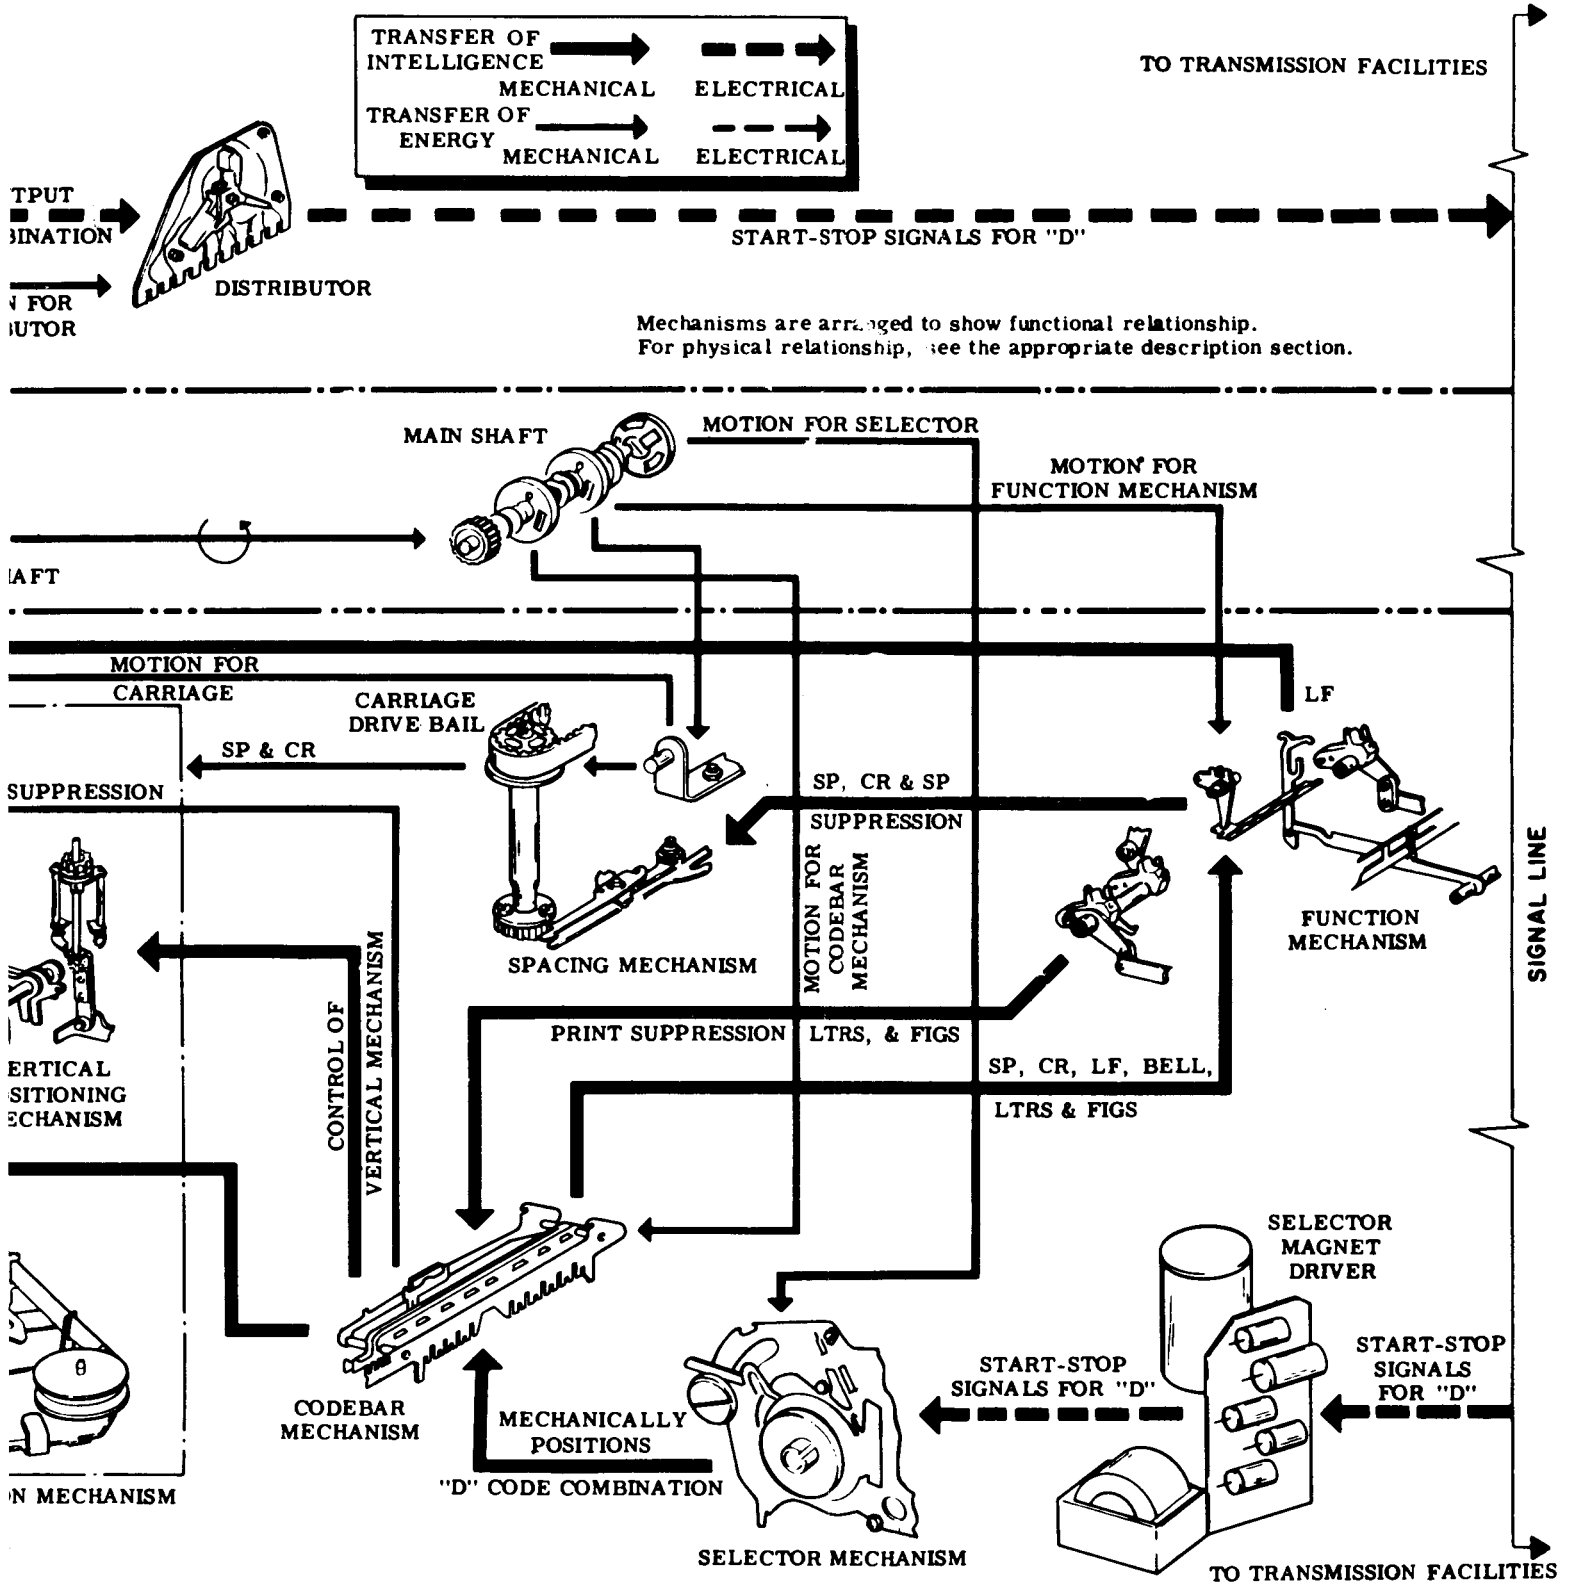 TRANSFER OF
INTELLIGENCE
MECHANICAL
ELECTRICAL
TRANSFER OF
ENERGY
MECHANICAL
ELECTRICAL
TO TRANSMISSION FACILITIES
TPUT
BINATION
START-STOP SIGNALS FOR "D"
DISTRIBUTOR
N FOR
BUTOR
Mechanisms are arranged to show functional relationship.
For physical relationship, see the appropriate description section.
MAIN SHAFT
MOTION FOR SELECTOR
MOTION FOR
FUNCTION MECHANISM
AFT
MOTION FOR
CARRIAGE
CARRIAGE
DRIVE BAIL
LF
SP & CR
SUPPRESSION
SP, CR & SP
SUPPRESSION
MOTION FOR
CODEBAR
MECHANISM
FUNCTION
MECHANISM
SIGNAL LINE
SPACING MECHANISM
CONTROL OF
VERTICAL MECHANISM
PRINT SUPPRESSION LTRS, & FIGS
SP, CR, LF, BELL,
LTRS & FIGS
ERTICAL
SITIONING
ECHANISM
SELECTOR
MAGNET
DRIVER
START-STOP
SIGNALS
FOR "D"
START-STOP
SIGNALS FOR "D"
CODEBAR
MECHANISM
MECHANICALLY
POSITIONS
"D" CODE COMBINATION
N MECHANISM
SELECTOR MECHANISM
TO TRANSMISSION FACILITIES